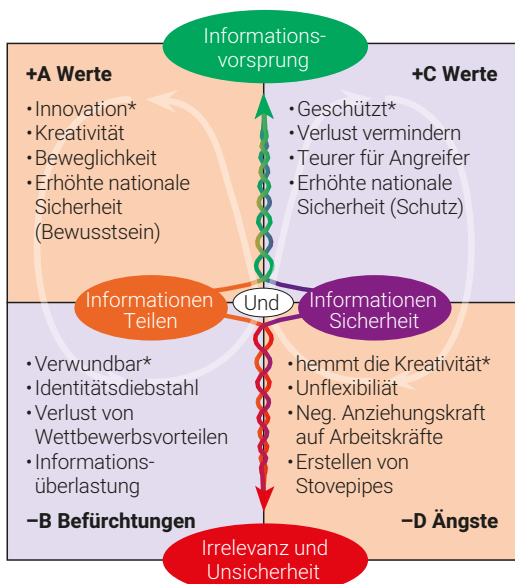 Informations-
vorsprung
+A Werte
• Innovation*
• Kreativität
• Beweglichkeit
• Erhöhte nationale
Sicherheit
(Bewusstsein)
+C Werte
• Geschützt*
• Verlust vermindern
• Teurer für Angreifer
• Erhöhte nationale
Sicherheit (Schutz)
Informationen
Teilen
Und
Informationen
Sicherheit
• Verwundbar*
• Identitätsdiebstahl
• Verlust von
Wettbewerbsvorteilen
• Informations-
überlastung
−B Befürchtungen
• hemmt die Kreativität*
• Unflexibiliät
• Neg. Anziehungskraft
auf Arbeitskräfte
• Erstellen von
Stovepipes
−D Ängste
Irrelevanz und
Unsicherheit